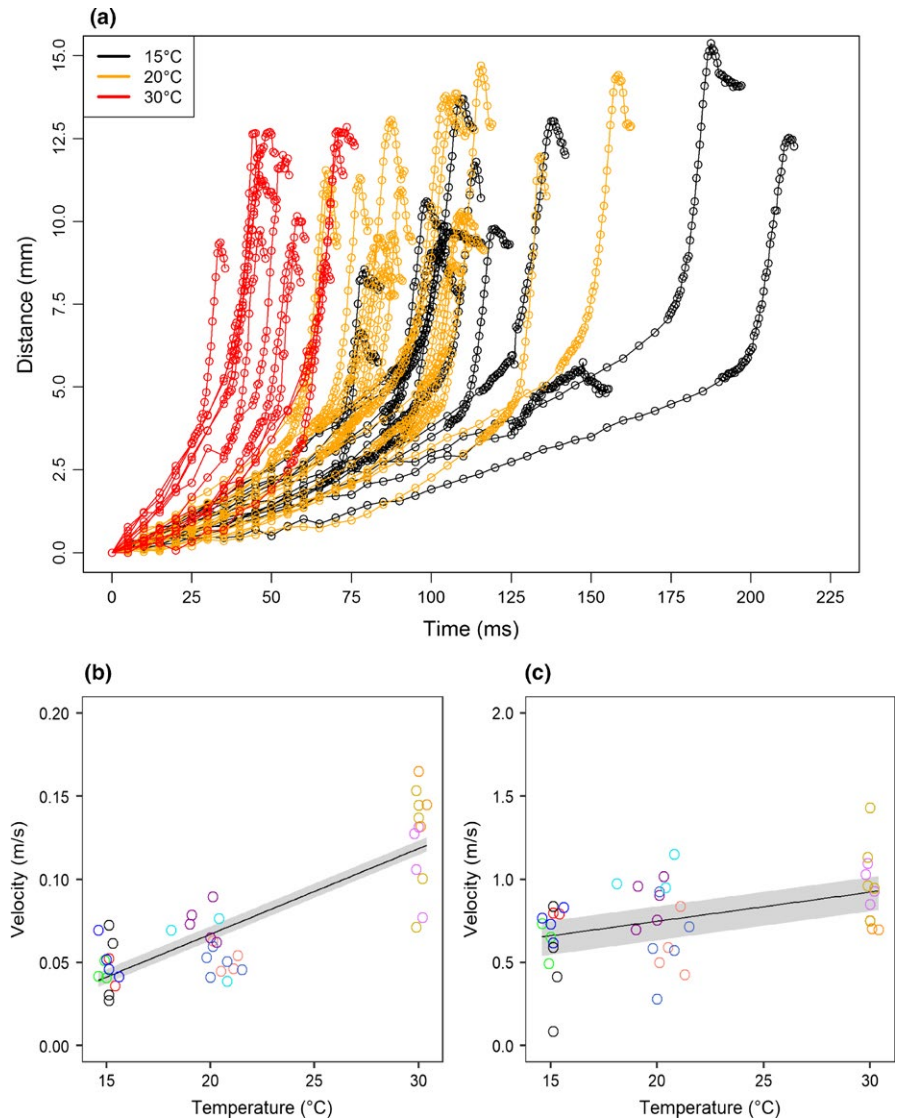 (a)
15°C
20°C
30°C
Distance (mm)
15.0
12.5
10.0
7.5
5.0
2.5
0.0
0 25 50 75 100 125 150 175 200 225
Time (ms)
(b)
Velocity (m/s)
0.20
0.15
0.10
0.05
0.00
15 20 25 30
Temperature (°C)
(c)
Velocity (m/s)
2.0
1.5
1.0
0.5
0.0
15 20 25 30
Temperature (°C)